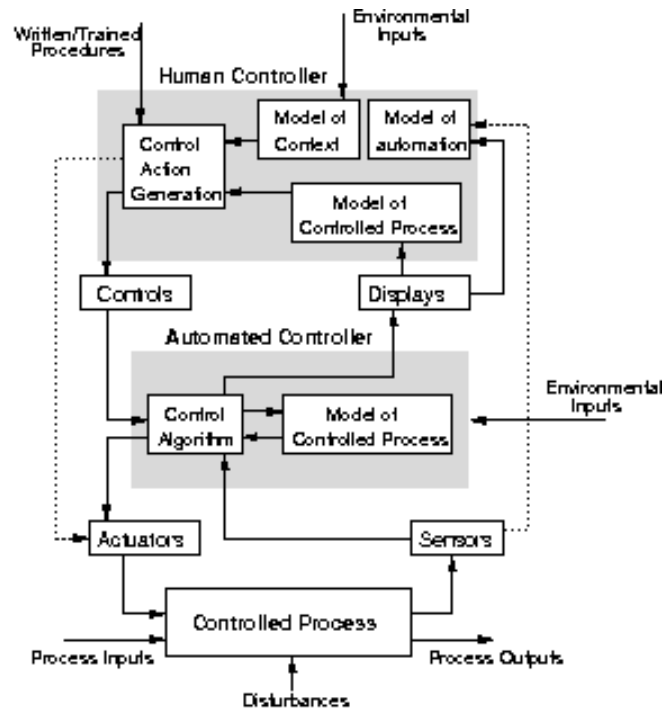 Written/Trained
Procedures
Environmental
Inputs
Human Controller
Control
Action
Generation
Model of
Context
Model of
automation
Model of
Controlled Process
Controls
Displays
Automated Controller
Control
Algorithm
Model of
Controlled Process
Environmental
Inputs
Actuators
Sensors
Controlled Process
Process Inputs
Process Outputs
Disturbances